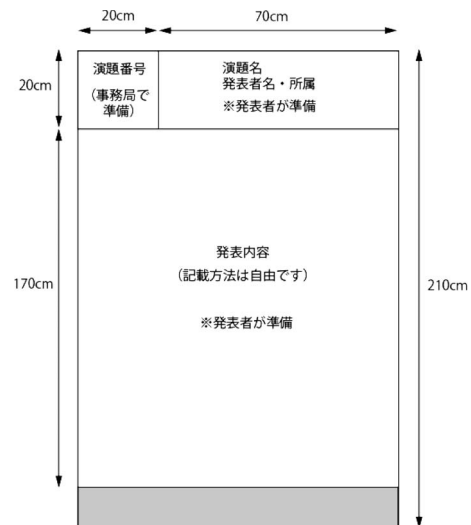 20cm
70cm
20cm
演題番号
(事務局で
準備)
演題名
発表者名・所属
※発表者が準備
170cm
発表内容
(記載方法は自由です)
※発表者が準備
210cm